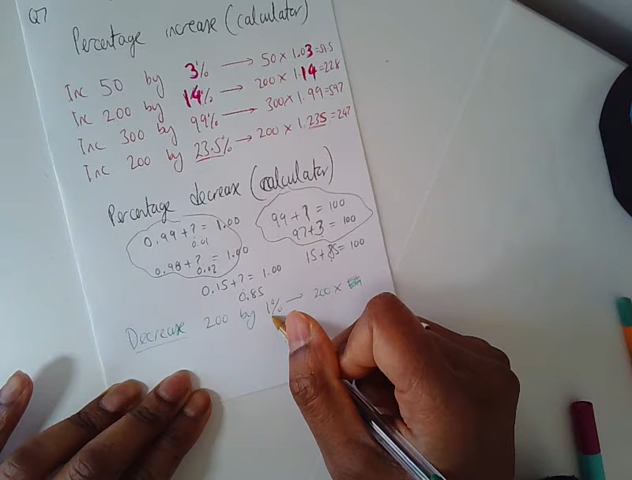 Q7
Percentage increase (calculator)
Inc 50 by 3% → 50 × 1.03 = 51.5
Inc 200 by 14% → 200 × 1.14 = 228
Inc 300 by 99% → 300 × 1.99 = 597
Inc 200 by 23.5% → 200 × 1.235 = 247
Percentage decrease (calculator)
0.99 + ? = 1.00
0.01
0.98 + ? = 1.00
0.02
99 + ? = 100
97 + 3 = 100
15 + 85 = 100
0.15 + ? = 1.00
0.85
Decrease 200 by 1% → 200 ×